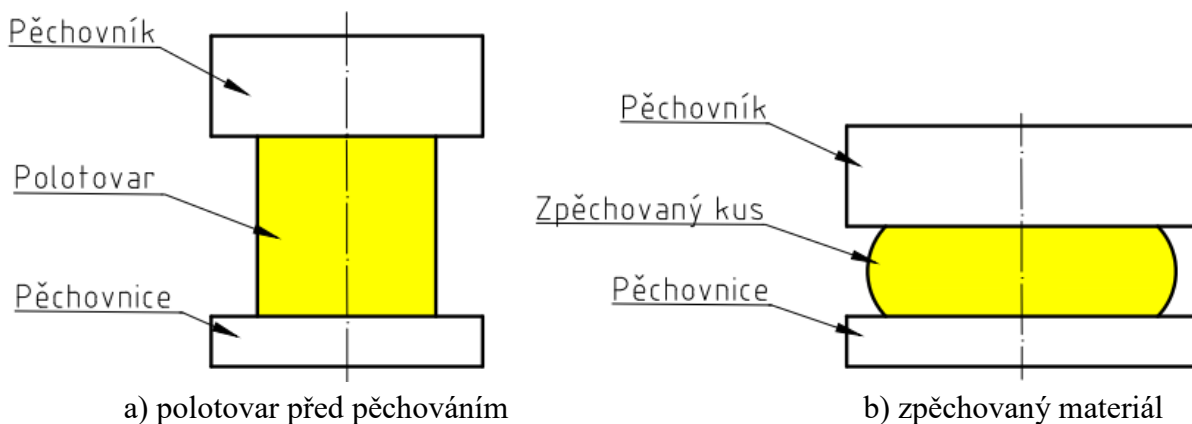 Pěchovník
Polotovar
Pěchovnice
a) polotovar před pěchováním
Pěchovník
Zpěchovaný kus
Pěchovnice
b) zpěchovaný materiál